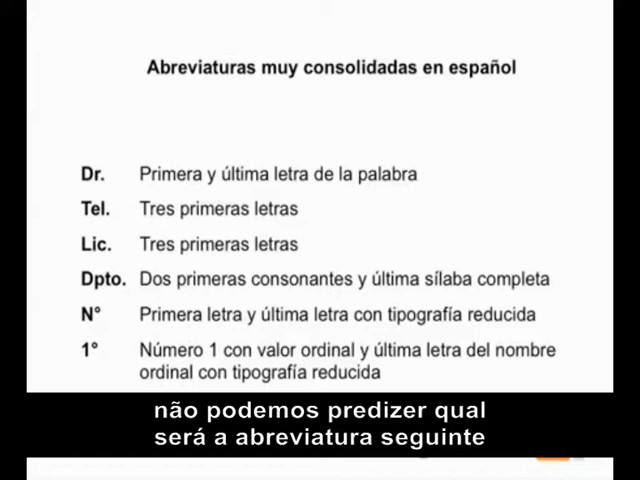 Abreviaturas muy consolidadas en español
Dr. Primera y última letra de la palabra
Tel. Tres primeras letras
Lic. Tres primeras letras
Dpto. Dos primeras consonantes y última sílaba completa
N° Primera letra y última letra con tipografía reducida
1° Número 1 con valor ordinal y última letra del nombre
ordinal con tipografía reducida
não podemos predizer qual
será a abreviatura seguinte